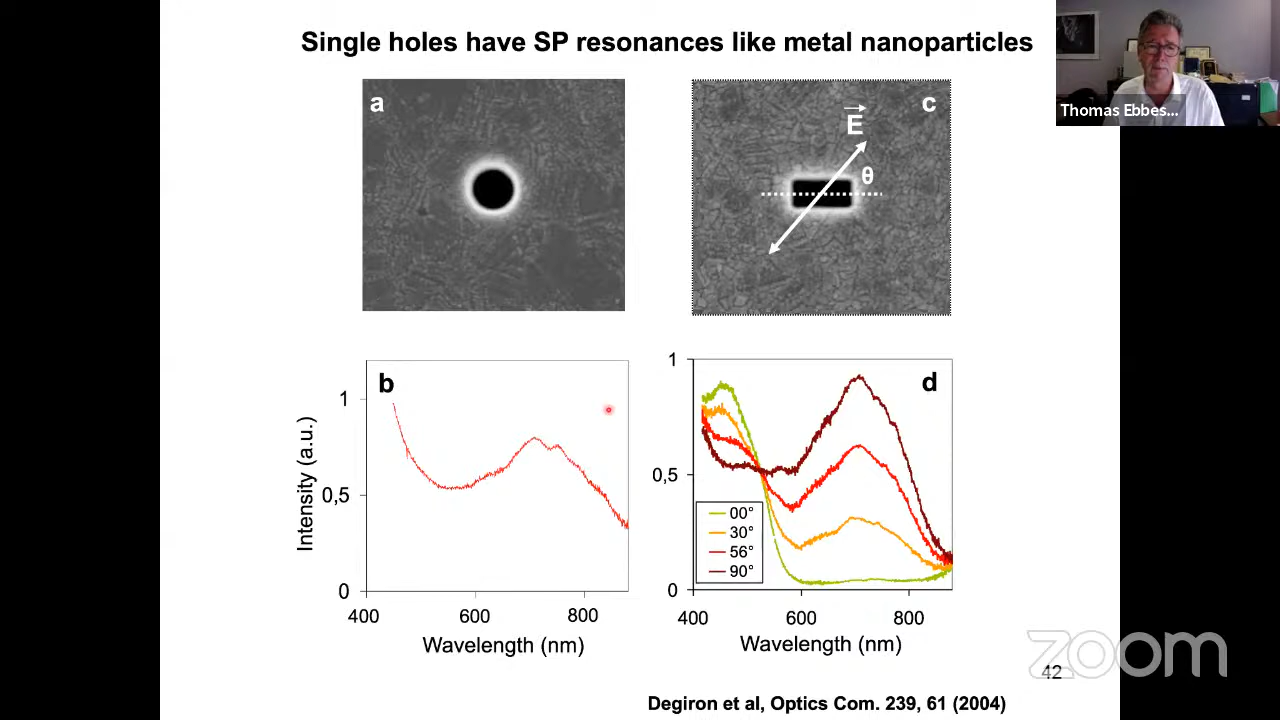 Single holes have SP resonances like metal nanoparticles
Thomas Ebbes...
a
c
E
θ
b
Intensity (a.u.)
1
0,5
0
400
600
800
Wavelength (nm)
d
1
0,5
0
00°
30°
56°
90°
400
600
800
Wavelength (nm)
zoom
42
Degiron et al, Optics Com. 239, 61 (2004)